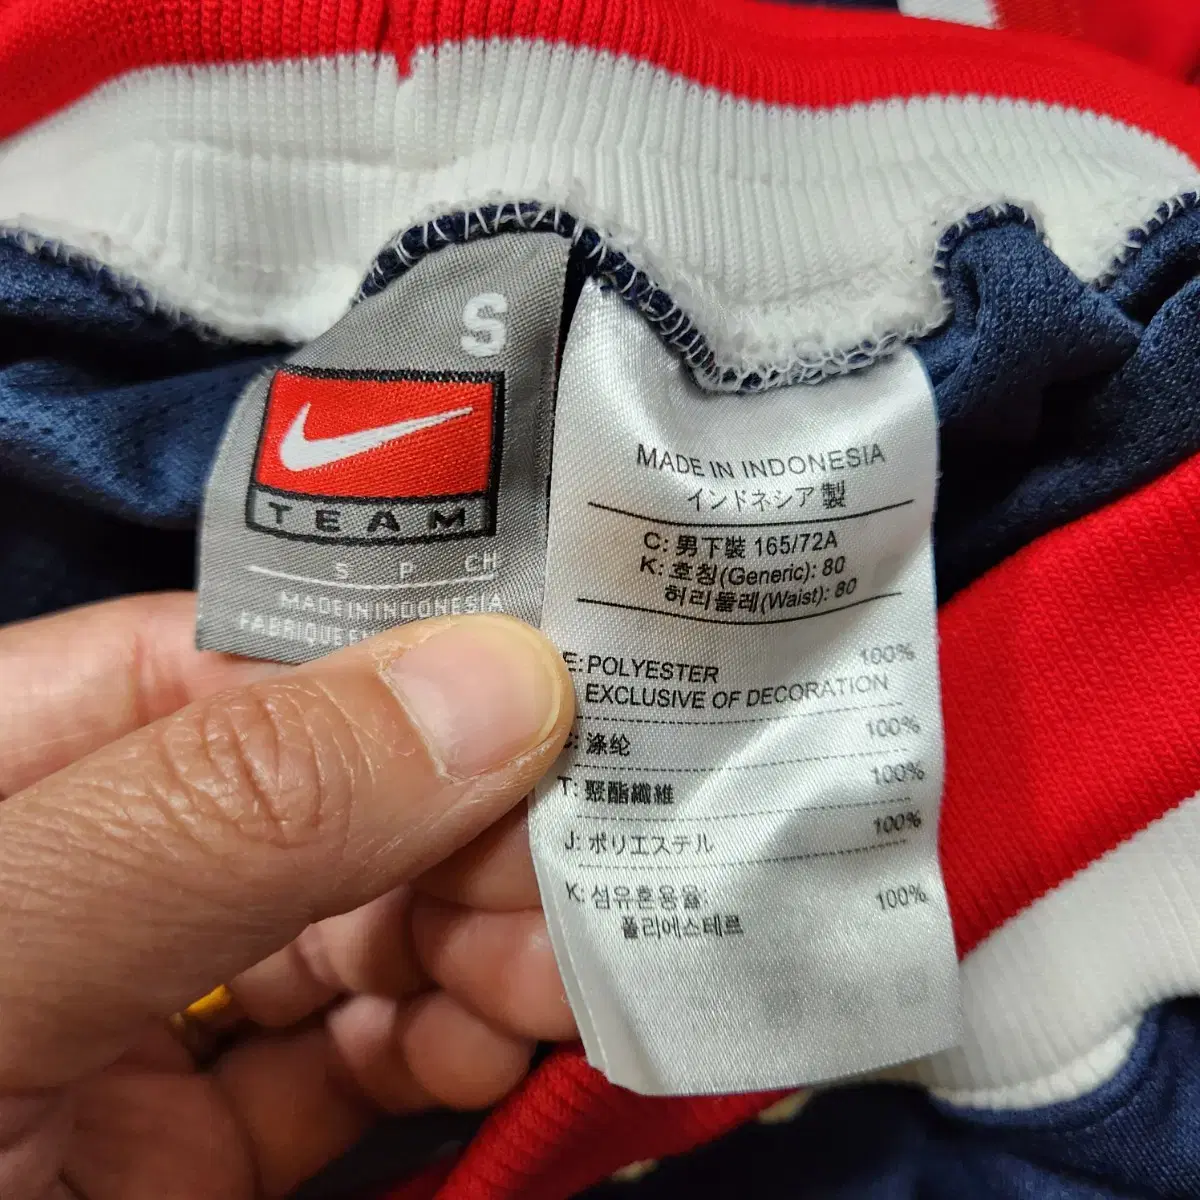 S
TEAM
S P CH
MADE IN INDONESIA
FABRIQUE EN
MADE IN INDONESIA
インドネシア 製
C: 男下裝 165/72A
K: 호칭(Generic): 80
허리둘레(Waist): 80
E: POLYESTER 100%
EXCLUSIVE OF DECORATION
C: 涤纶 100%
T: 聚酯纖維 100%
J: ポリエステル 100%
K: 섬유혼용율: 100%
폴리에스테르